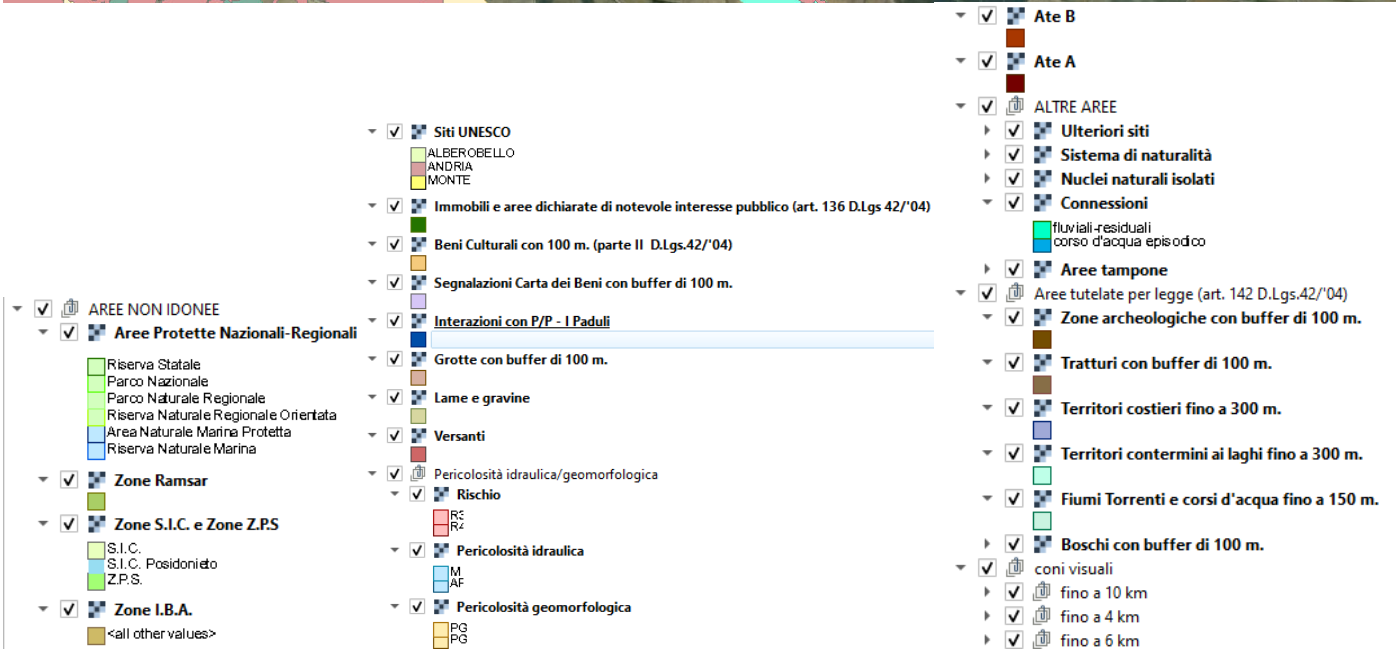 AREE NON IDONEE
Aree Protette Nazionali-Regionali
Riserva Statale
Parco Nazionale
Parco Naturale Regionale
Riserva Naturale Regionale Orientata
Area Naturale Marina Protetta
Riserva Naturale Marina
Zone Ramsar
Zone S.I.C. e Zone Z.P.S
S.I.C.
S.I.C. Posidonieto
Z.P.S.
Zone I.B.A.
<all other values>
Siti UNESCO
ALBEROBELLO
ANDRIA
MONTE
Immobili e aree dichiarate di notevole interesse pubblico (art. 136 D.Lgs 42/'04)
Beni Culturali con 100 m. (parte II D.Lgs.42/'04)
Segnalazioni Carta dei Beni con buffer di 100 m.
Interazioni con P/P - I Paduli
Grotte con buffer di 100 m.
Lame e gravine
Versanti
Pericolosità idraulica/geomorfologica
Rischio
R3
R4
Pericolosità idraulica
M
AP
Pericolosità geomorfologica
PG
PG
Ate B
Ate A
ALTRE AREE
Ulteriori siti
Sistema di naturalità
Nuclei naturali isolati
Connessioni
fluviali-residuali
corso d'acqua episodico
Aree tampone
Aree tutelate per legge (art. 142 D.Lgs.42/'04)
Zone archeologiche con buffer di 100 m.
Tratturi con buffer di 100 m.
Territori costieri fino a 300 m.
Territori contermini ai laghi fino a 300 m.
Fiumi Torrenti e corsi d'acqua fino a 150 m.
Boschi con buffer di 100 m.
coni visuali
fino a 10 km
fino a 4 km
fino a 6 km